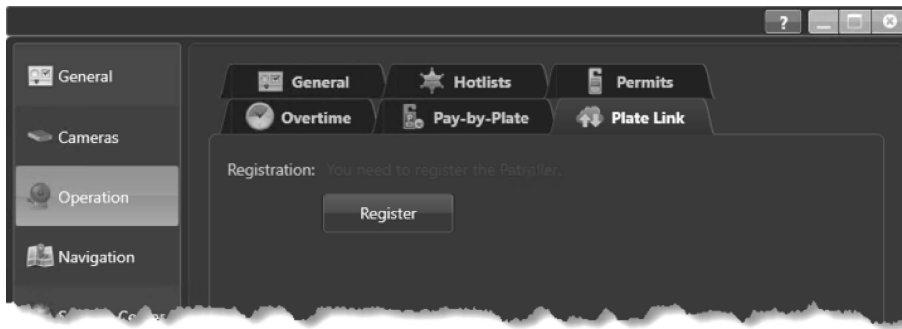 ?
General
Cameras
Operation
Navigation
General Hotlists Permits
Overtime Pay-by-Plate Plate Link
Registration: You need to register the Patroller.
Register